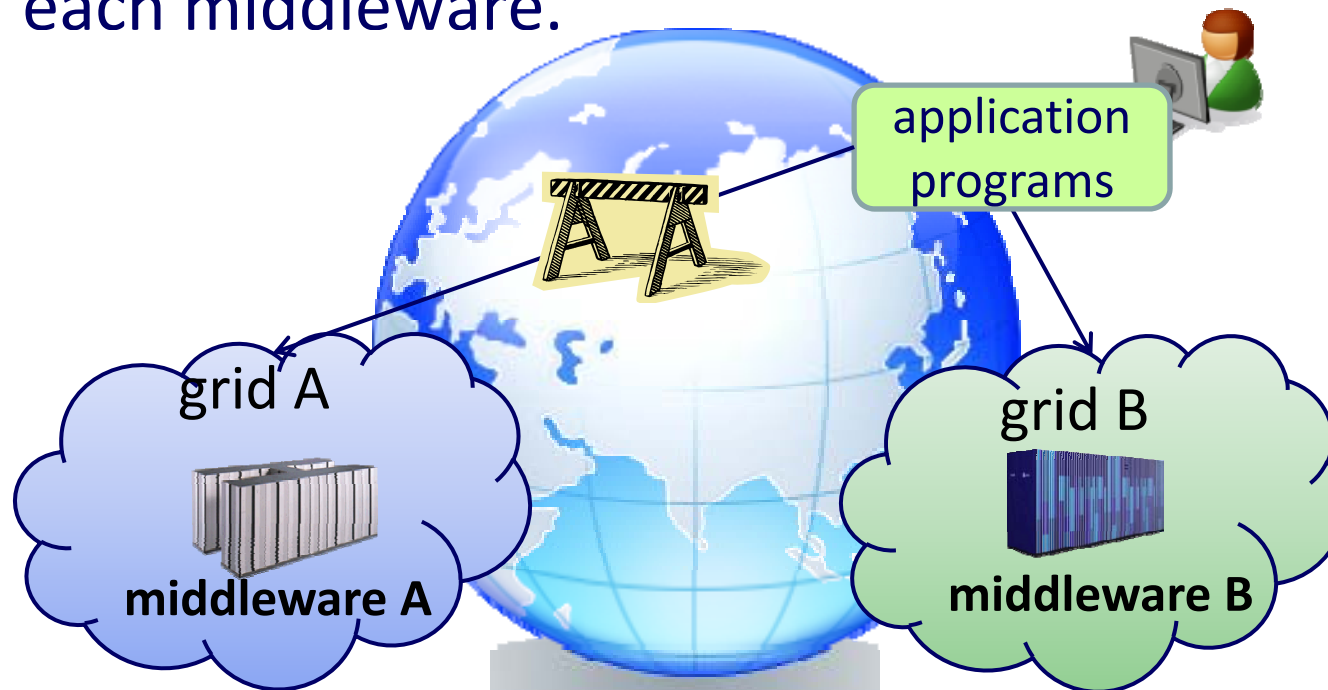 each middleware.
application
programs
grid A
grid B
middleware A
middleware B